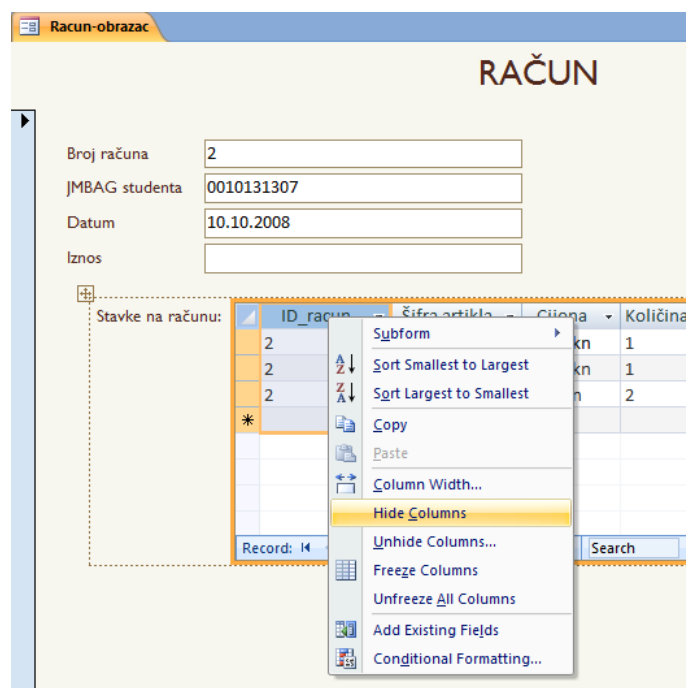 Racun-obrazac
RAČUN
Broj računa 2
JMBAG studenta 0010131307
Datum 10.10.2008
Iznos
Stavke na računu: ID_racun Šifra artikla Cijena Količina
2 kn 1
2 kn 1
2 n 2
Subform
Sort Smallest to Largest
Sort Largest to Smallest
Copy
Paste
Column Width...
Hide Columns
Unhide Columns...
Freeze Columns
Unfreeze All Columns
Add Existing Fields
Conditional Formatting...
Record: Search